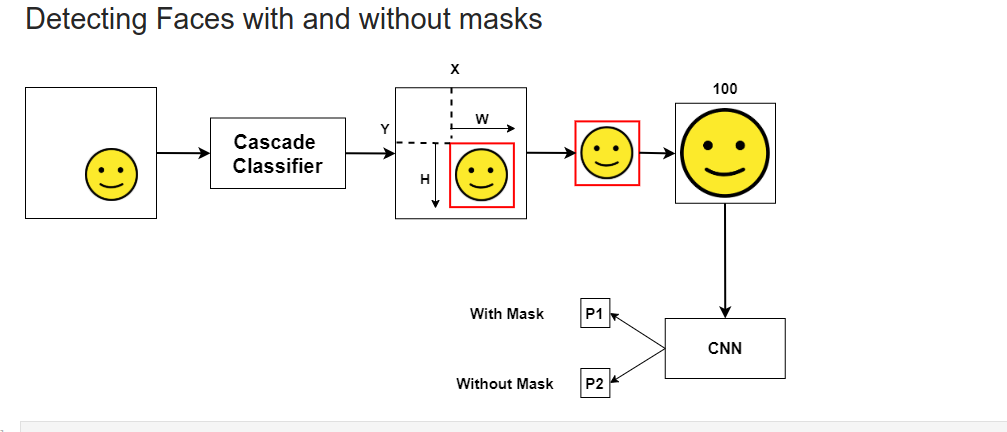 Detecting Faces with and without masks
X
100
W
Y
Cascade
Classifier
H
With Mask
P1
CNN
Without Mask
P2